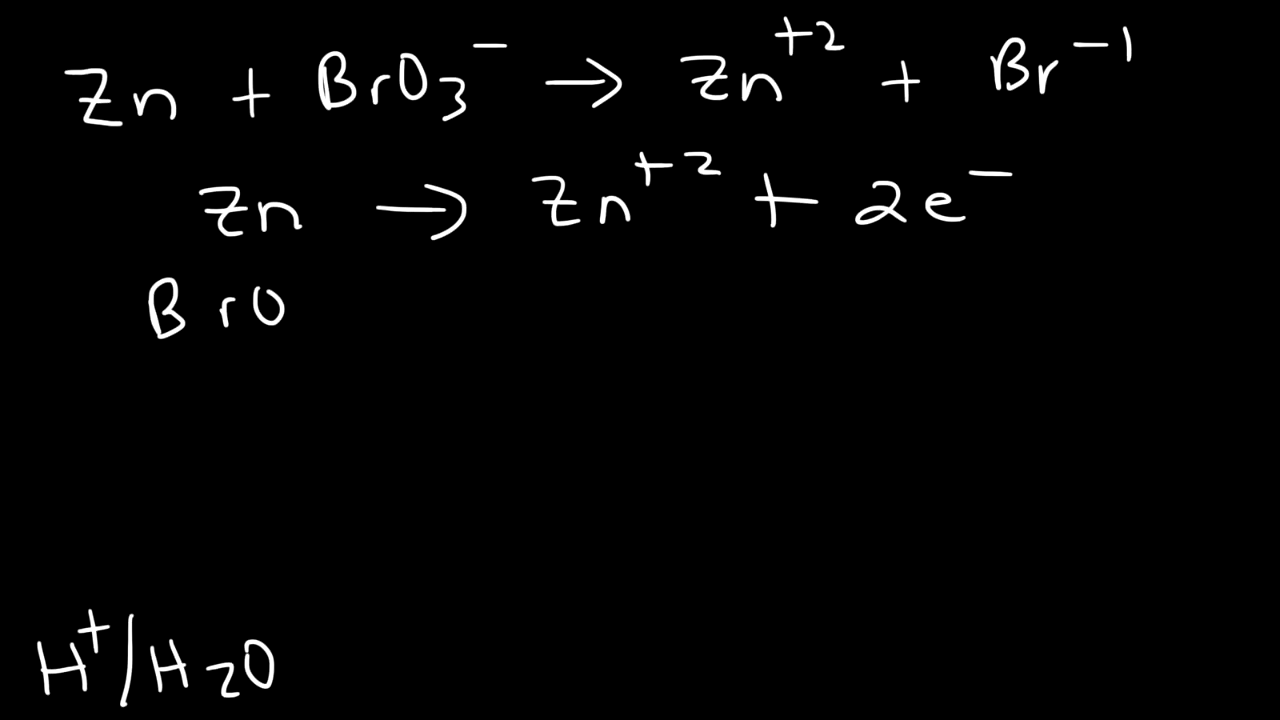 Zn + BrO₃⁻ → Zn⁺² + Br⁻¹
Zn → Zn⁺² + 2e⁻
BrO
H⁺/H₂O